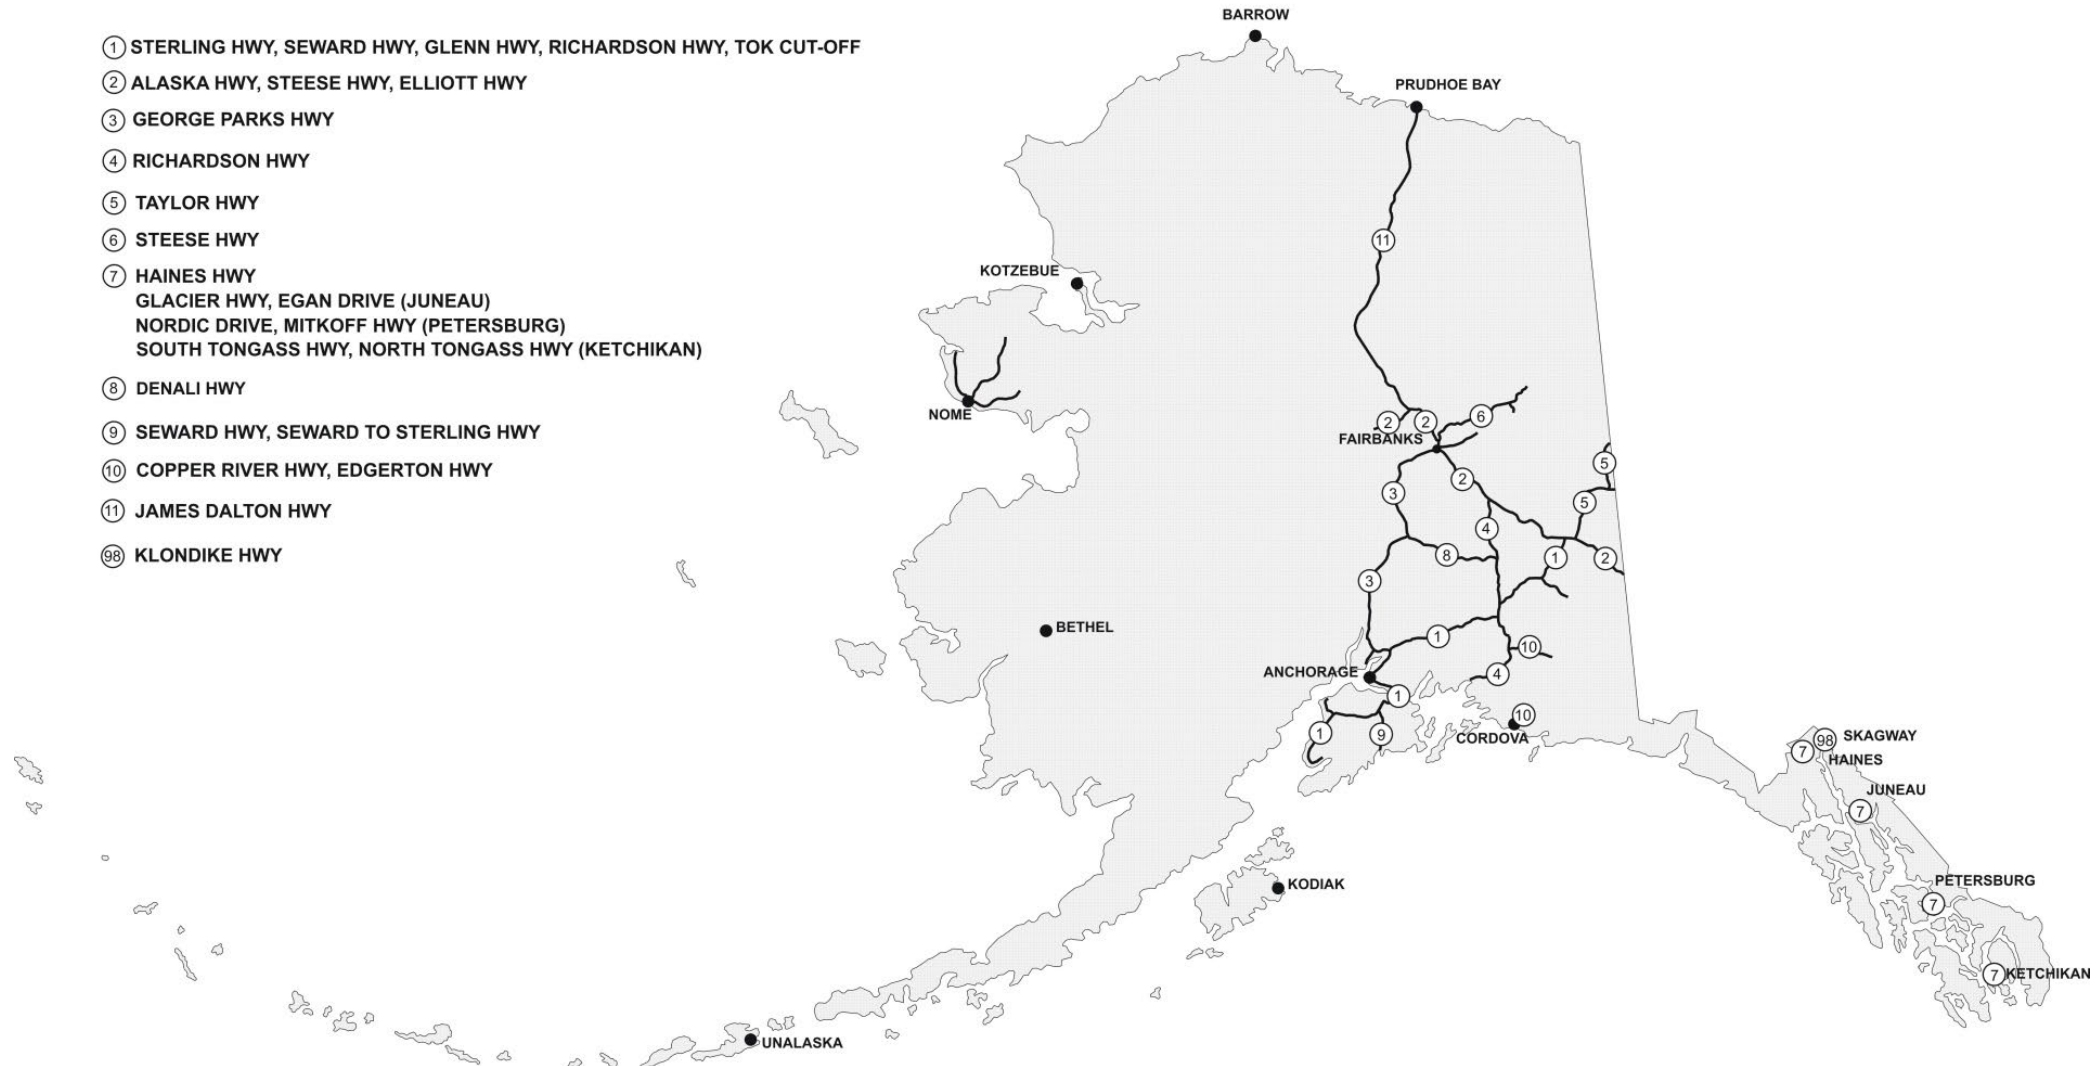 1 STERLING HWY, SEWARD HWY, GLENN HWY, RICHARDSON HWY, TOK CUT-OFF
2 ALASKA HWY, STEESE HWY, ELLIOTT HWY
3 GEORGE PARKS HWY
4 RICHARDSON HWY
5 TAYLOR HWY
6 STEESE HWY
7 HAINES HWY
GLACIER HWY, EGAN DRIVE (JUNEAU)
NORDIC DRIVE, MITKOFF HWY (PETERSBURG)
SOUTH TONGASS HWY, NORTH TONGASS HWY (KETCHIKAN)
8 DENALI HWY
9 SEWARD HWY, SEWARD TO STERLING HWY
10 COPPER RIVER HWY, EDGERTON HWY
11 JAMES DALTON HWY
98 KLONDIKE HWY
BARROW
PRUDHOE BAY
11
KOTZEBUE
NOME
2
2
6
FAIRBANKS
5
2
3
5
4
8
1
2
3
BETHEL
1
10
ANCHORAGE
4
1
10
1
9
CORDOVA
98 SKAGWAY
7
HAINES
JUNEAU
7
PETERSBURG
7
KODIAK
7 KETCHIKAN
UNALASKA